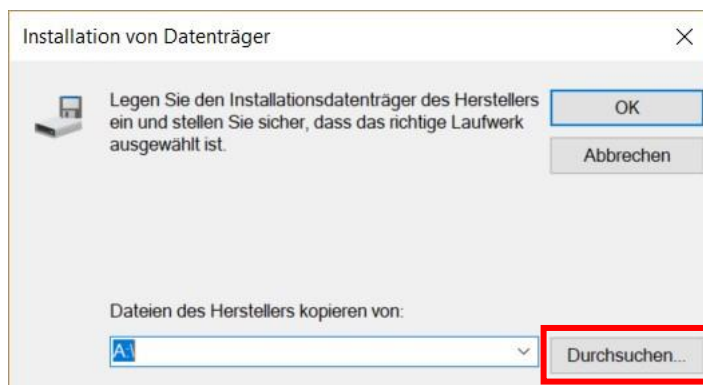 Installation von Datenträger
Legen Sie den Installationsdatenträger des Herstellers
ein und stellen Sie sicher, dass das richtige Laufwerk
ausgewählt ist.
OK
Abbrechen
Dateien des Herstellers kopieren von:
A:\
Durchsuchen...